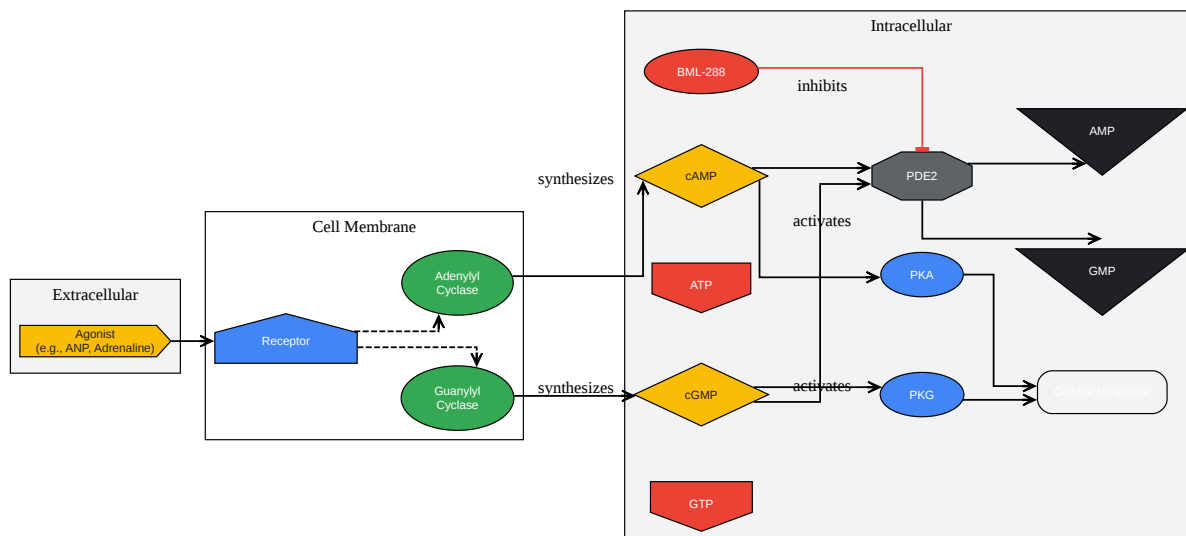 Intracellular
BML-288
inhibits
AMP
synthesizes
cAMP
PDE2
Cell Membrane
activates
Adenylyl
Cyclase
PKA
GMP
ATP
Extracellular
Agonist
(e.g., ANP, Adrenaline)
Receptor
Guanylyl
Cyclase
synthesizes
cGMP
activates
PKG
Cellular Response
GTP